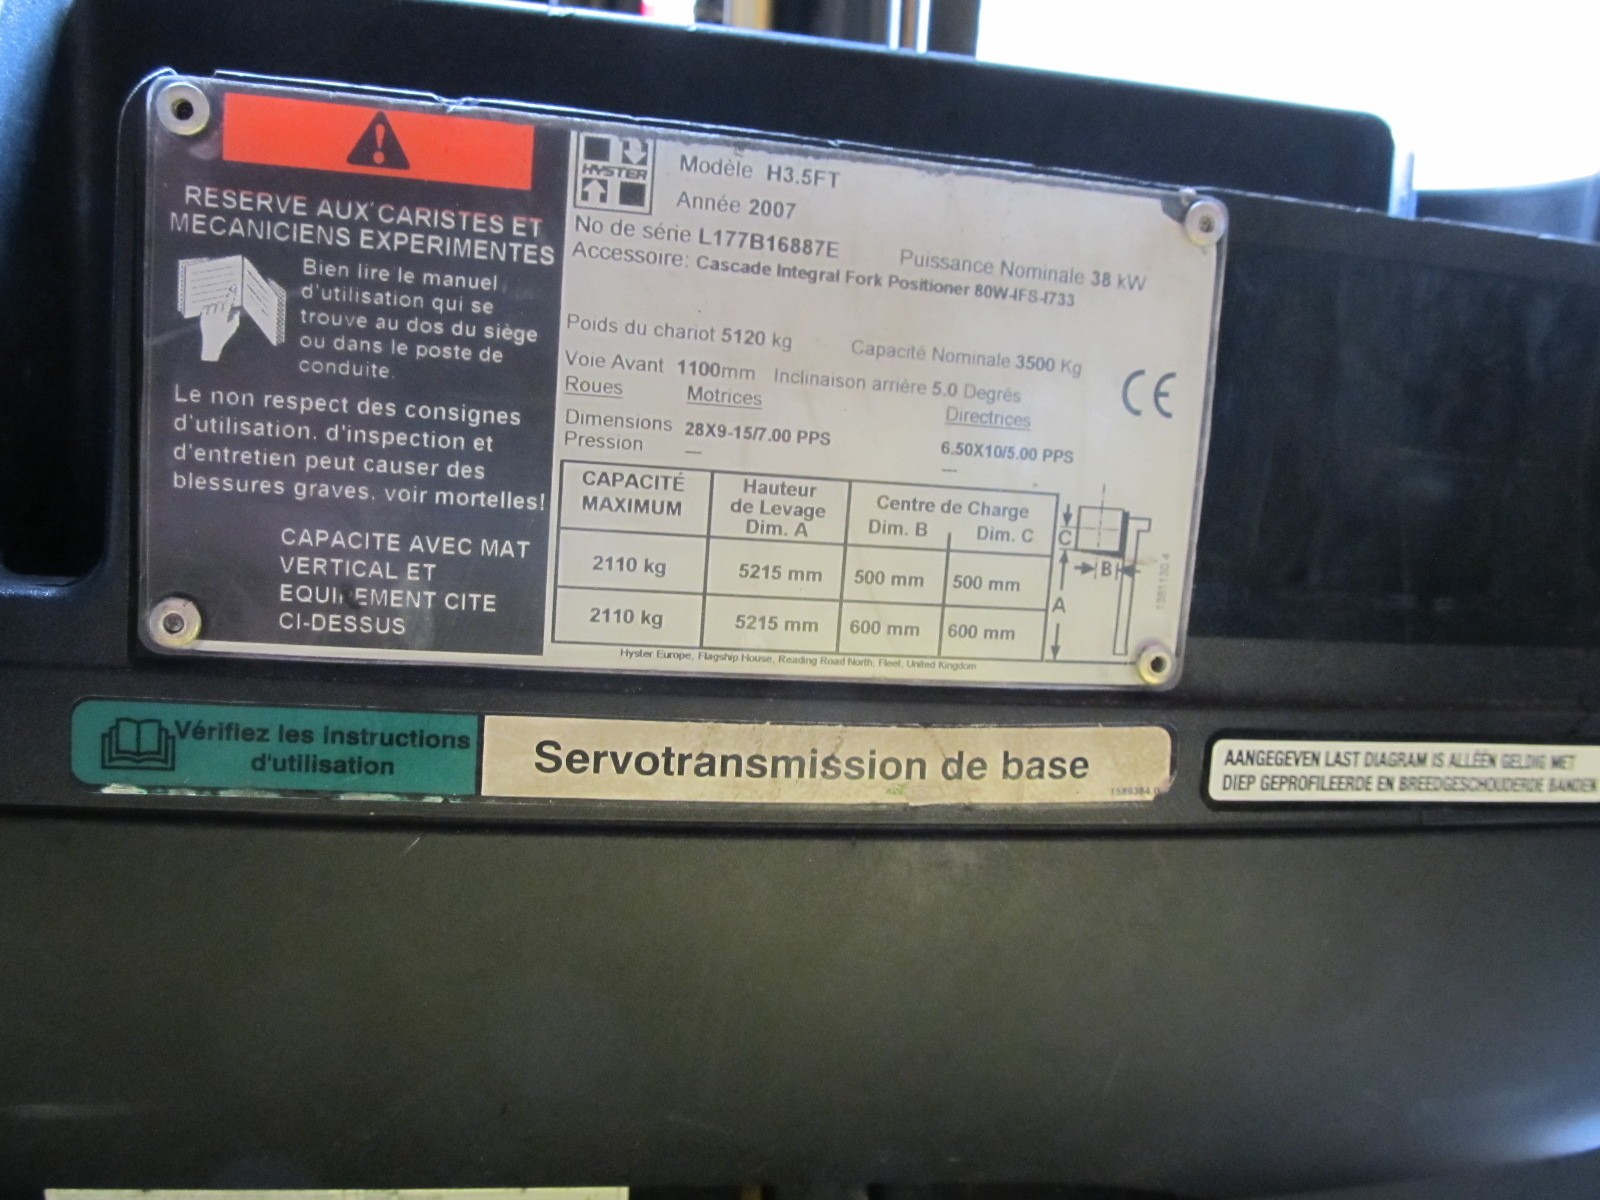 RESERVE AUX CARISTES ET
MECANICIENS EXPERIMENTES
Bien lire le manuel
d'utilisation qui se
trouve au dos du siège
ou dans le poste de
conduite.
Le non respect des consignes
d'utilisation, d'inspection et
d'entretien peut causer des
blessures graves, voir mortelles!
CAPACITE AVEC MAT
VERTICAL ET
EQUIPEMENT CITE
CI-DESSUS
HYSTER
Modèle H3.5FT
Année 2007
No de série L177B16887E
Puissance Nominale 38 kW
Accessoire: Cascade Integral Fork Positioner 80W-IFS-I733
Poids du chariot 5120 kg
Capacité Nominale 3500 Kg
Voie Avant 1100mm Inclinaison arrière 5.0 Degrés
Roues Motrices Directrices
Dimensions 28X9-15/7.00 PPS 6.50X10/5.00 PPS
Pression — —
CE
CAPACITÉ
MAXIMUM
Hauteur
de Levage
Dim. A
Centre de Charge
Dim. B Dim. C
2110 kg 5215 mm 500 mm 500 mm
2110 kg 5215 mm 600 mm 600 mm
C
B
A
1381130.4
Hyster Europe, Flagship House, Reading Road North, Fleet, United Kingdom
Vérifiez les instructions
d'utilisation
Servotransmission de base
AANGEGEVEN LAST DIAGRAM IS ALLÉÉN GELDIG MET
DIEP GEPROFILEERDE EN BREEDGESCHOUDERDE BANDEN